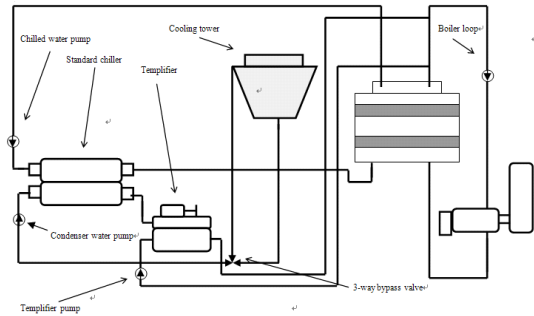 Cooling tower
Boiler loop
Chilled water pump
Standard chiller
Templifier
Condenser water pump
3-way bypass valve
Templifier pump